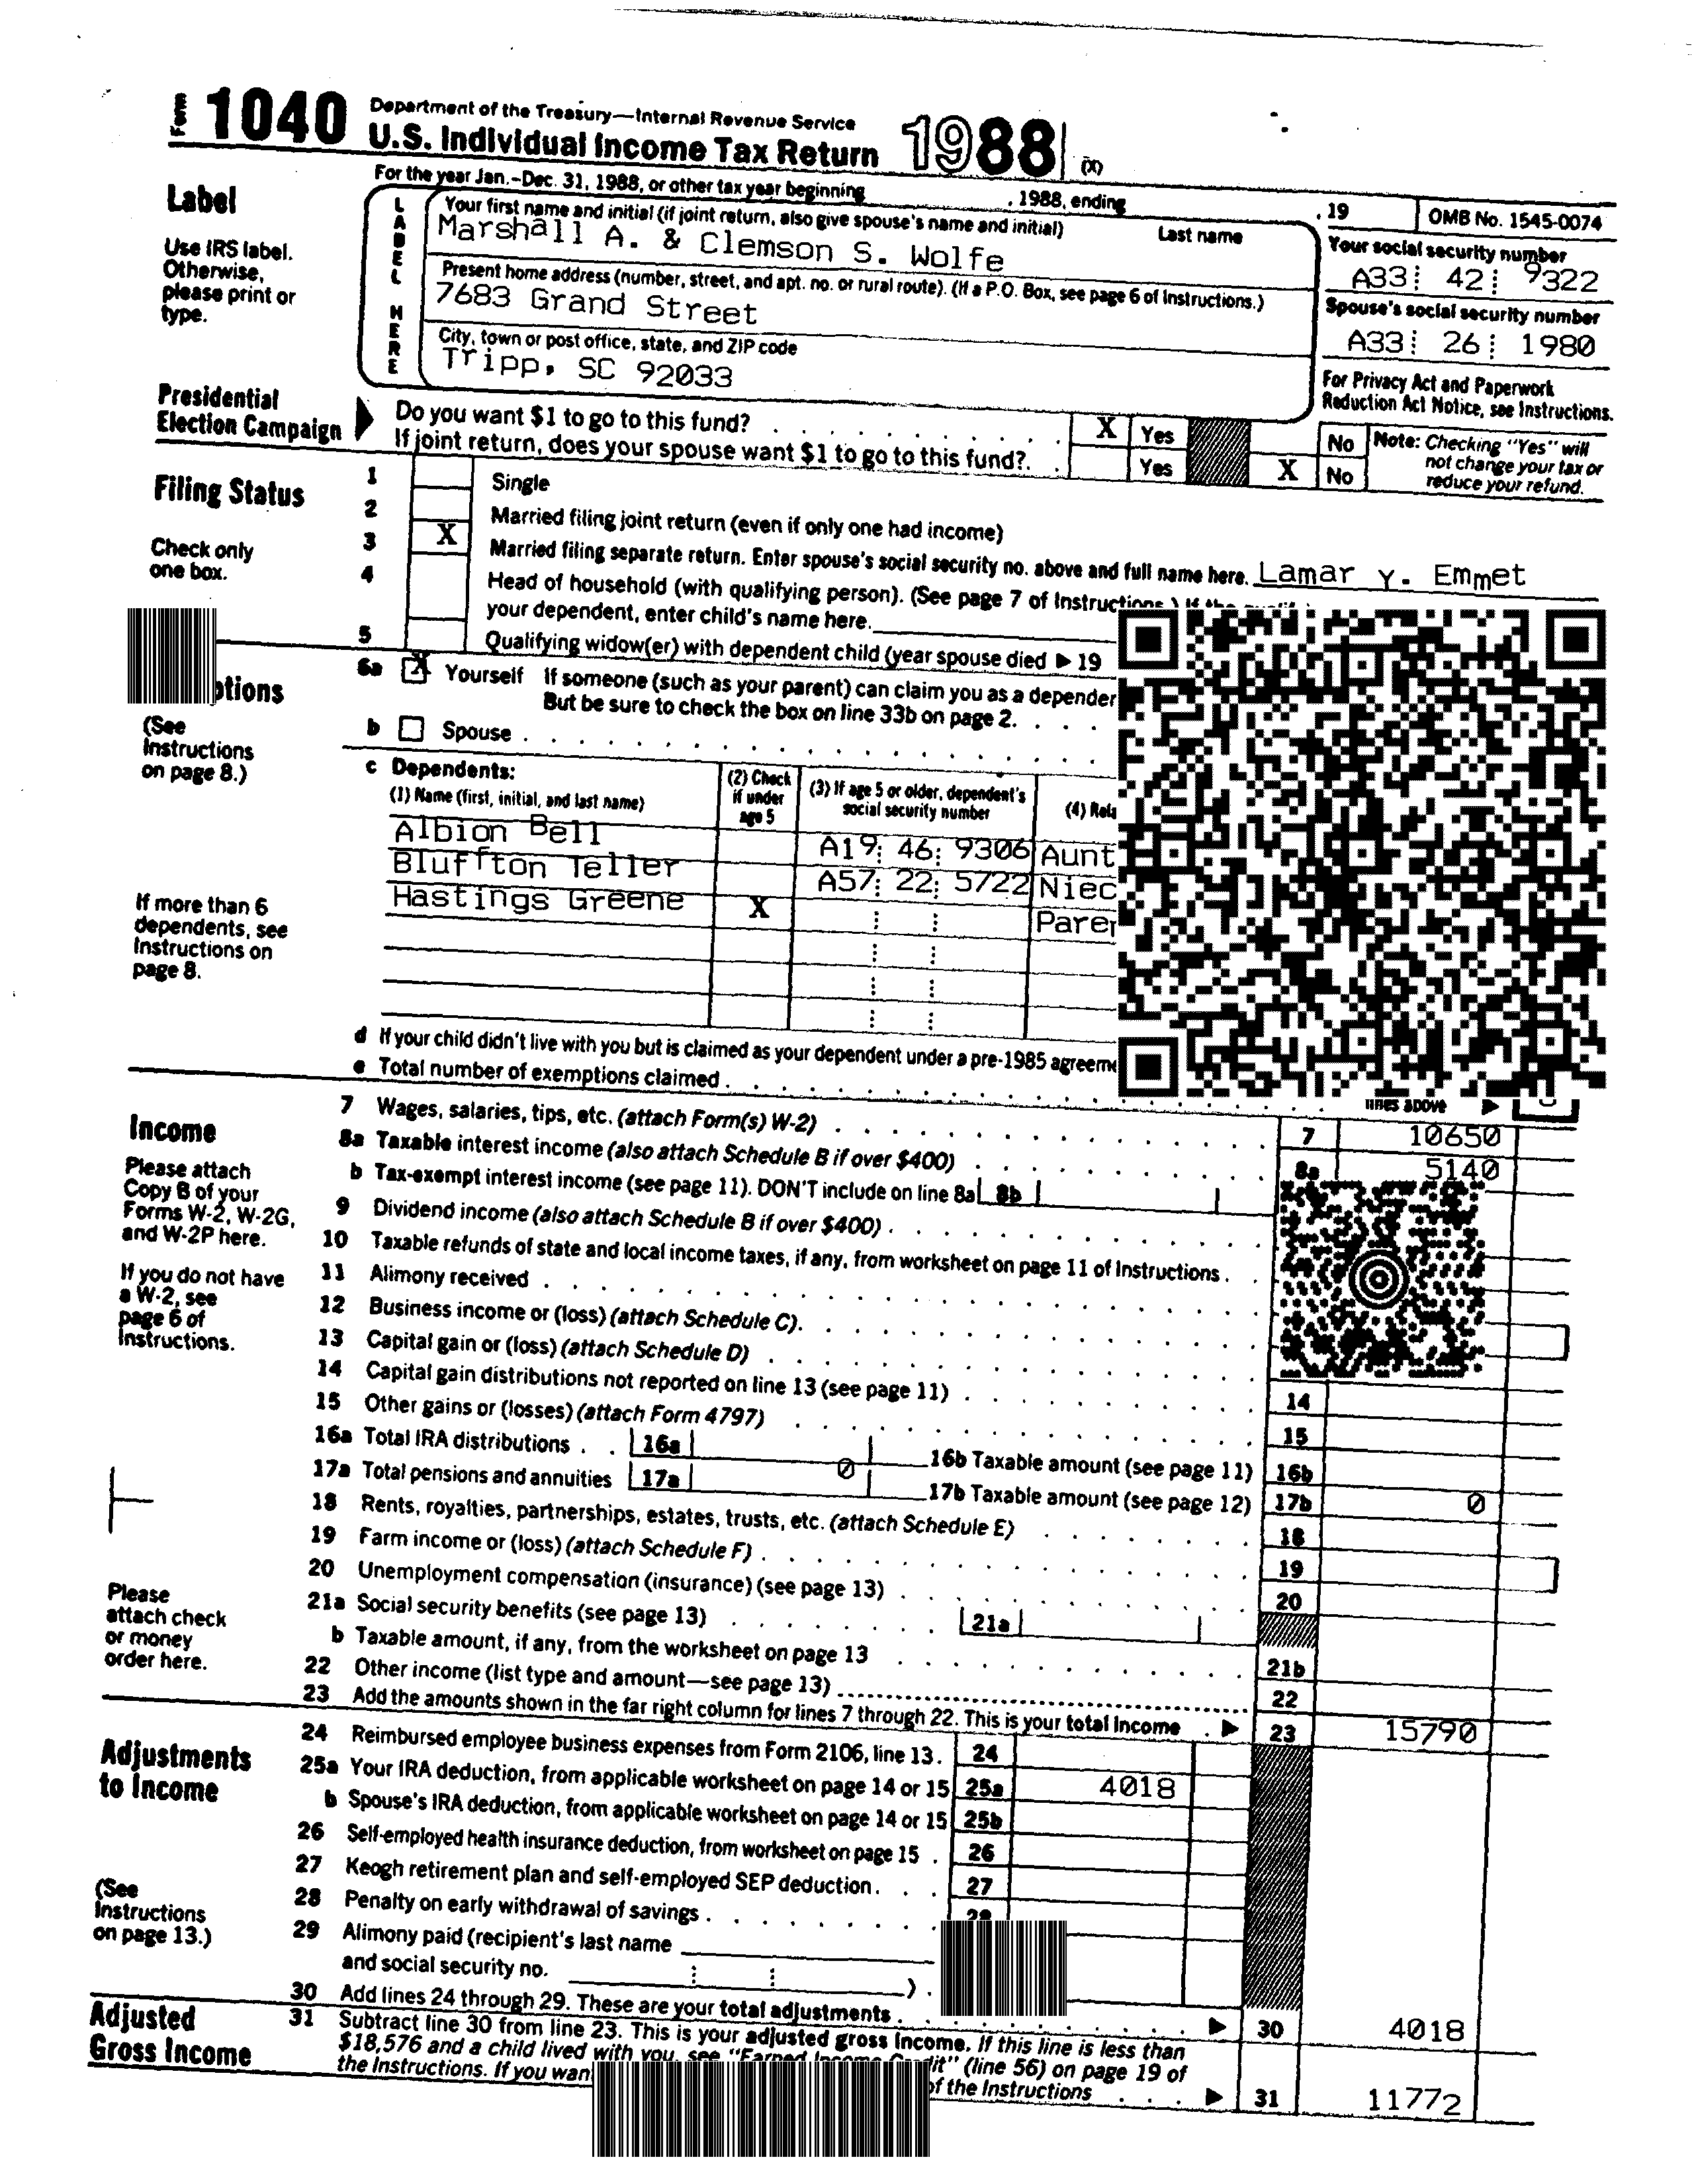 Form 1040 Department of the Treasury—Internal Revenue Service
U.S. Individual Income Tax Return 1988 (X)
For the year Jan.-Dec. 31, 1988, or other tax year beginning , 1988, ending , 19 OMB No. 1545-0074
Label
Use IRS label.
Otherwise,
please print or
type.
LABEL HERE
Your first name and initial (if joint return, also give spouse's name and initial) Last name
Marshall A. & Clemson S. Wolfe
Your social security number
A33 42 9322
Present home address (number, street, and apt. no. or rural route). (If a P.O. Box, see page 6 of Instructions.)
7683 Grand Street
Spouse's social security number
A33 26 1980
City, town or post office, state, and ZIP code
Tripp, SC 92033
For Privacy Act and Paperwork
Reduction Act Notice, see Instructions.
Presidential
Election Campaign
Do you want $1 to go to this fund? X Yes No
If joint return, does your spouse want $1 to go to this fund? Yes X No
Note: Checking "Yes" will
not change your tax or
reduce your refund.
Filing Status
Check only
one box.
1 Single
2 Married filing joint return (even if only one had income)
3 X Married filing separate return. Enter spouse's social security no. above and full name here. Lamar Y. Emmet
4 Head of household (with qualifying person). (See page 7 of Instructions.)
your dependent, enter child's name here.
5 Qualifying widow(er) with dependent child (year spouse died ▶ 19
ptions
(See
Instructions
on page 8.)
6a X Yourself If someone (such as your parent) can claim you as a depender
But be sure to check the box on line 33b on page 2.
b Spouse
c Dependents:
(1) Name (first, initial, and last name) (2) Check if under age 5 (3) If age 5 or older, dependent's social security number (4) Rela
Albion Bell A19 46 9306 Aunt
Bluffton Teller A57 22 5722 Niec
Hastings Greene X Parer
If more than 6
dependents, see
Instructions on
page 8.
d If your child didn't live with you but is claimed as your dependent under a pre-1985 agreeme
e Total number of exemptions claimed
lines above ▶
Income
Please attach
Copy B of your
Forms W-2, W-2G,
and W-2P here.
If you do not have
a W-2, see
page 6 of
Instructions.
7 Wages, salaries, tips, etc. (attach Form(s) W-2) 7 10650
8a Taxable interest income (also attach Schedule B if over $400) 8a 5140
b Tax-exempt interest income (see page 11). DON'T include on line 8a 8b
9 Dividend income (also attach Schedule B if over $400)
10 Taxable refunds of state and local income taxes, if any, from worksheet on page 11 of Instructions
11 Alimony received
12 Business income or (loss) (attach Schedule C)
13 Capital gain or (loss) (attach Schedule D)
14 Capital gain distributions not reported on line 13 (see page 11) 14
15 Other gains or (losses) (attach Form 4797) 15
16a Total IRA distributions 16a 16b Taxable amount (see page 11) 16b
17a Total pensions and annuities 17a 0 17b Taxable amount (see page 12) 17b 0
18 Rents, royalties, partnerships, estates, trusts, etc. (attach Schedule E) 18
19 Farm income or (loss) (attach Schedule F) 19
20 Unemployment compensation (insurance) (see page 13) 20
21a Social security benefits (see page 13) 21a
b Taxable amount, if any, from the worksheet on page 13 21b
22 Other income (list type and amount—see page 13) 22
23 Add the amounts shown in the far right column for lines 7 through 22. This is your total income ▶ 23 15790
Please
attach check
or money
order here.
Adjustments
to Income
(See
Instructions
on page 13.)
24 Reimbursed employee business expenses from Form 2106, line 13. 24
25a Your IRA deduction, from applicable worksheet on page 14 or 15 25a 4018
b Spouse's IRA deduction, from applicable worksheet on page 14 or 15 25b
26 Self-employed health insurance deduction, from worksheet on page 15 26
27 Keogh retirement plan and self-employed SEP deduction 27
28 Penalty on early withdrawal of savings 28
29 Alimony paid (recipient's last name
and social security no. )
30 Add lines 24 through 29. These are your total adjustments ▶ 30 4018
Adjusted
Gross Income
31 Subtract line 30 from line 23. This is your adjusted gross income. If this line is less than
$18,576 and a child lived with you, see "Earned Income Credit" (line 56) on page 19 of
the Instructions. If you wan of the Instructions ▶ 31 11772